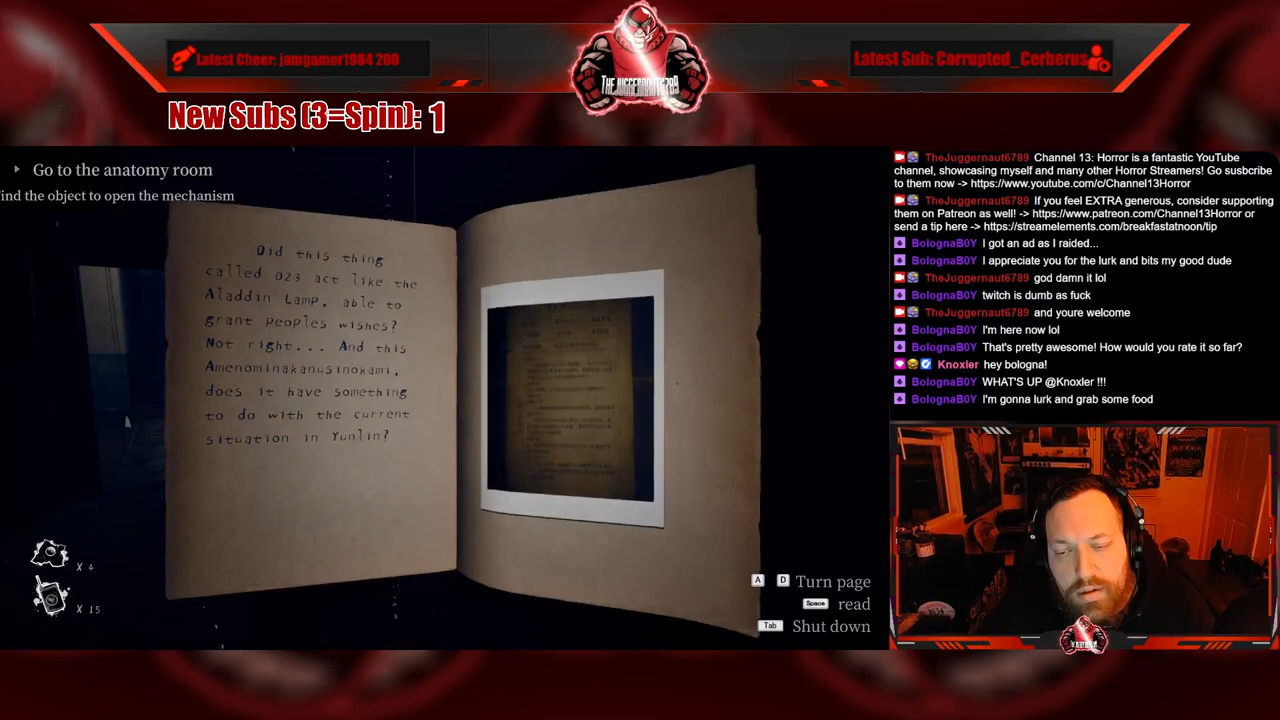 Latest Cheer: jamgamer1984 200
THEJUGGERNAUT6789
Latest Sub: Corrupted_Cerberus
New Subs (3=Spin): 1
Go to the anatomy room
ind the object to open the mechanism
Did this thing
called 023 act like the
Aladdin Lamp, able to
grant peoples wishes?
Not right... And this
Amenominakanusinokami,
does it have something
to do with the current
situation in Yunlin?
X 4
X 15
A D Turn page
Space read
Tab Shut down
TheJuggernaut6789 Channel 13: Horror is a fantastic YouTube
channel, showcasing myself and many other Horror Streamers! Go susbcribe
to them now -> https://www.youtube.com/c/Channel13Horror
TheJuggernaut6789 If you feel EXTRA generous, consider supporting
them on Patreon as well! -> https://www.patreon.com/Channel13Horror or
send a tip here -> https://streamelements.com/breakfastatnoon/tip
BolognaB0Y I got an ad as I raided...
BolognaB0Y I appreciate you for the lurk and bits my good dude
TheJuggernaut6789 god damn it lol
BolognaB0Y twitch is dumb as fuck
TheJuggernaut6789 and youre welcome
BolognaB0Y I'm here now lol
BolognaB0Y That's pretty awesome! How would you rate it so far?
Knoxler hey bologna!
BolognaB0Y WHAT'S UP @Knoxler !!!
BolognaB0Y I'm gonna lurk and grab some food